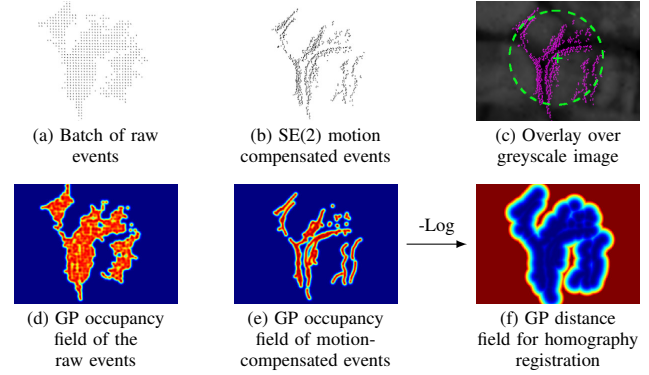 (a) Batch of raw
events
(b) SE(2) motion
compensated events
(c) Overlay over
greyscale image
-Log
(d) GP occupancy
field of the
raw events
(e) GP occupancy
field of motion-
compensated events
(f) GP distance
field for homography
registration